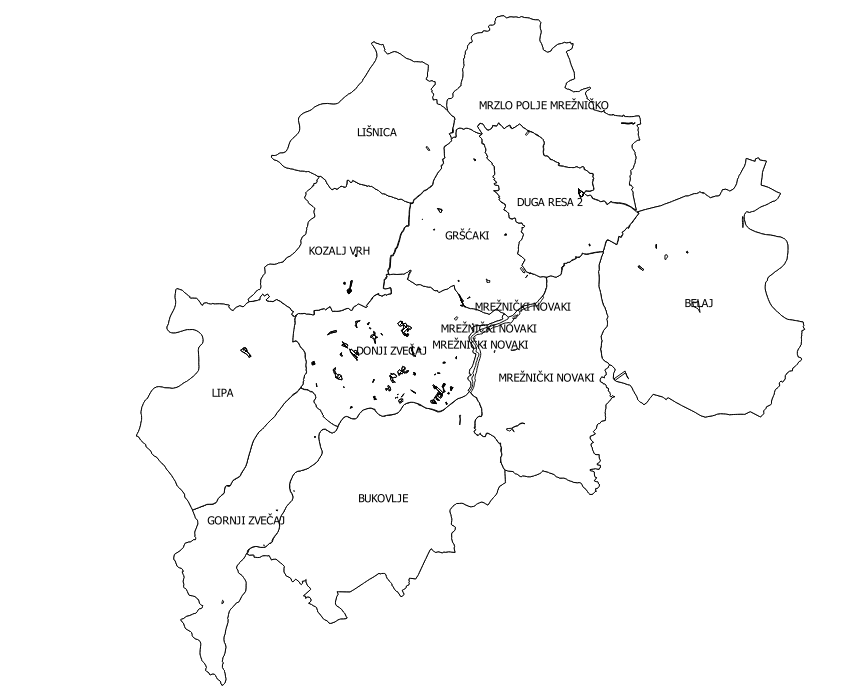 MRZLO POLJE MREŽNIČKO
LIŠNICA
DUGA RESA 2
GRŠĆAKI
KOZALJ VRH
BELAJ
MREŽNIČKI NOVAKI
MREŽNIČKI NOVAKI
MREŽNIČKI NOVAKI
DONJI ZVEČAJ
MREŽNIČKI NOVAKI
LIPA
BUKOVLJE
GORNJI ZVEČAJ